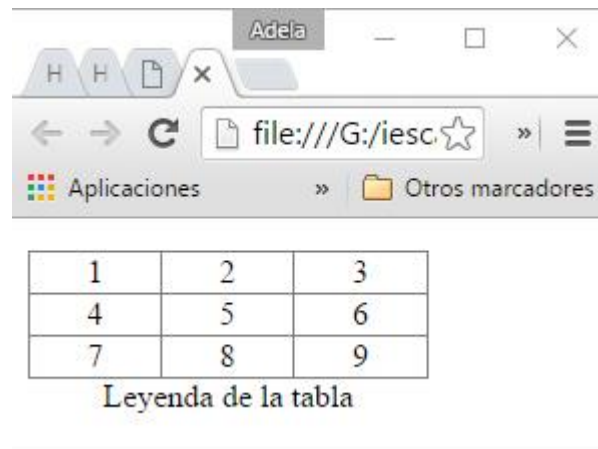 Adela
H H
file:///G:/iesc
»
Aplicaciones » Otros marcadores
1 2 3
4 5 6
7 8 9
Leyenda de la tabla